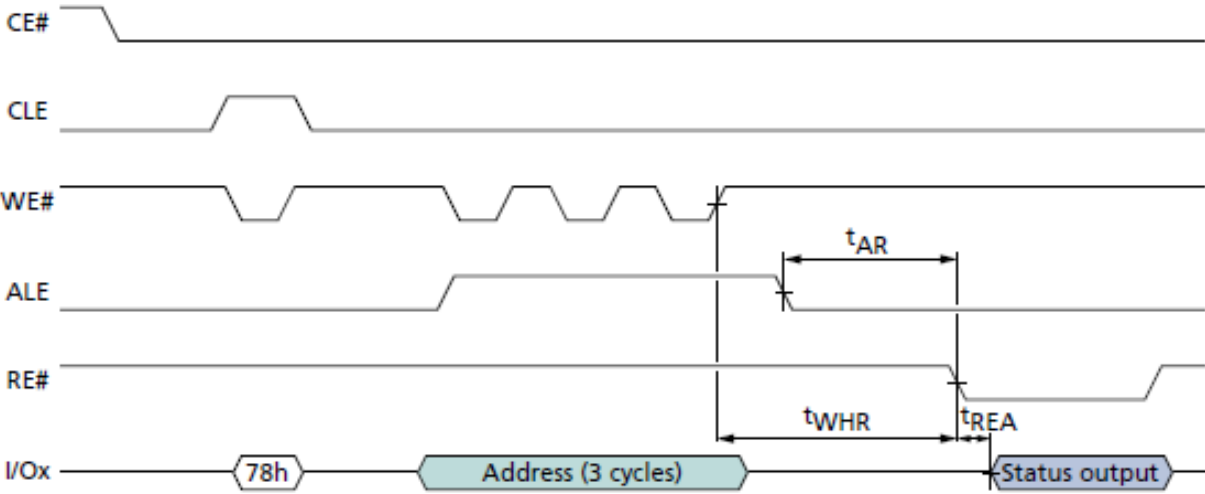 CE#
CLE
WE#
tAR
ALE
RE#
tWHR
tREA
I/Ox
78h
Address (3 cycles)
Status output